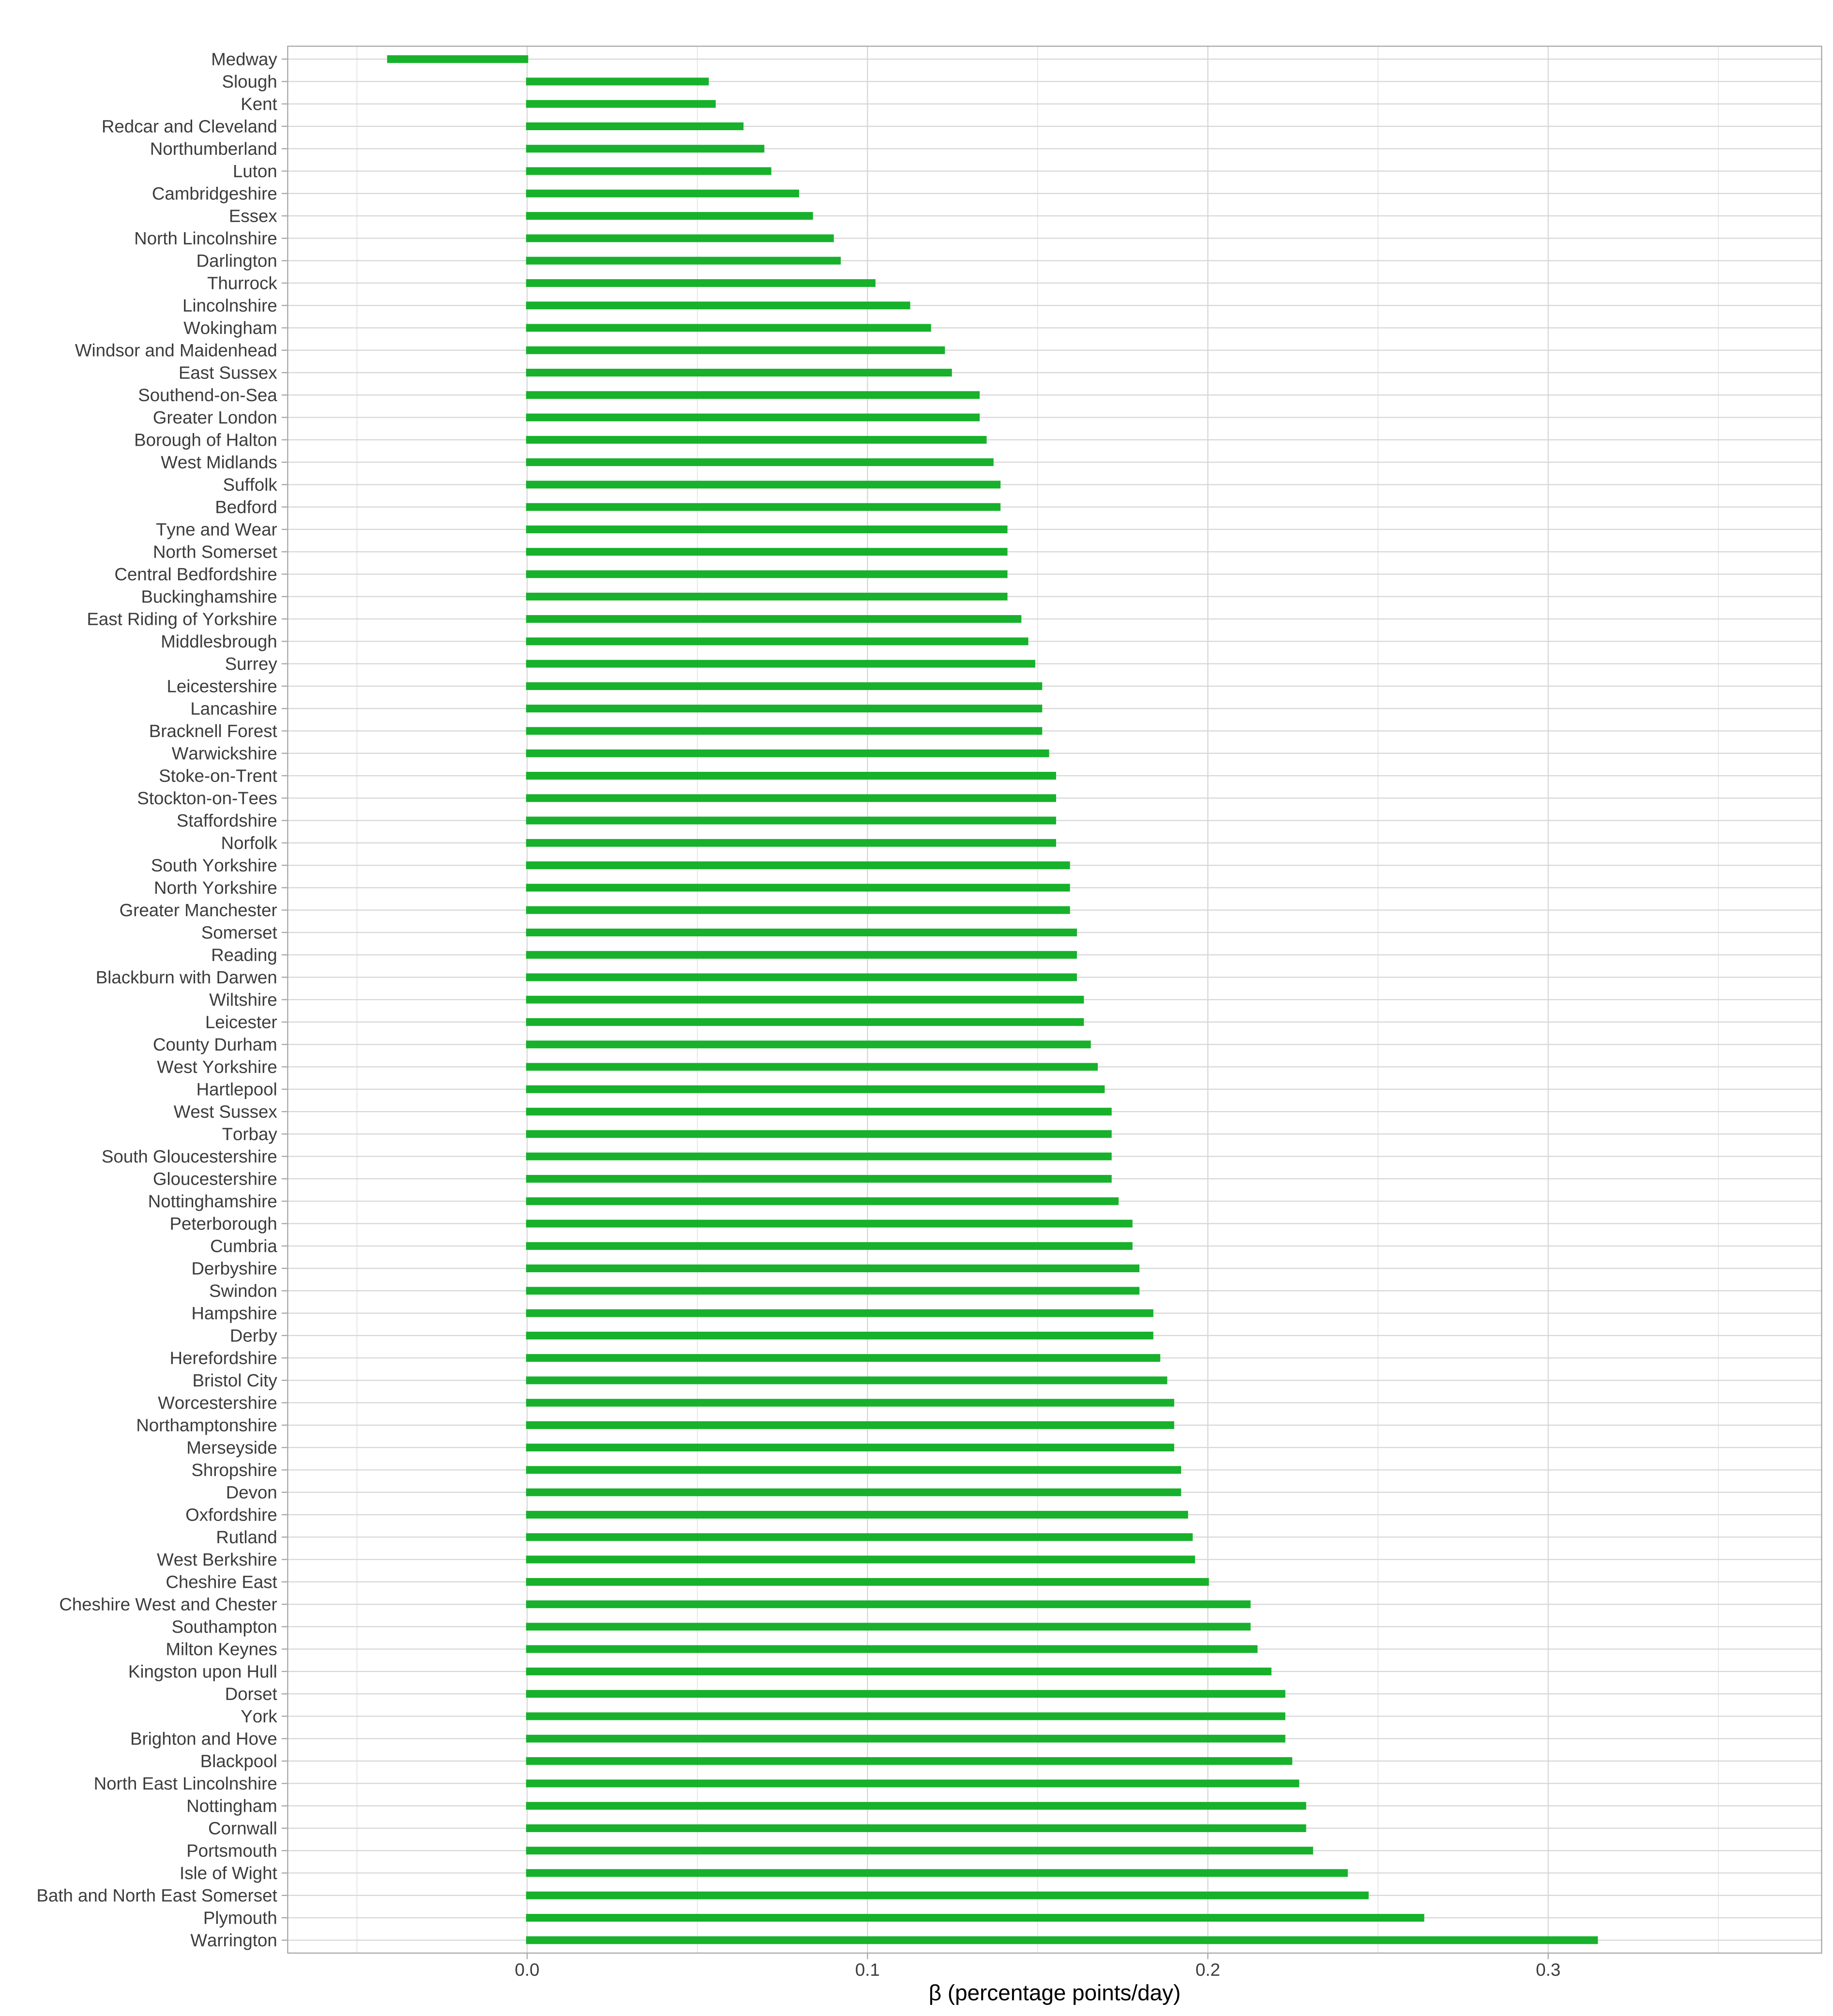 Medway
Slough
Kent
Redcar and Cleveland
Northumberland
Luton
Cambridgeshire
Essex
North Lincolnshire
Darlington
Thurrock
Lincolnshire
Wokingham
Windsor and Maidenhead
East Sussex
Southend-on-Sea
Greater London
Borough of Halton
West Midlands
Suffolk
Bedford
Tyne and Wear
North Somerset
Central Bedfordshire
Buckinghamshire
East Riding of Yorkshire
Middlesbrough
Surrey
Leicestershire
Lancashire
Bracknell Forest
Warwickshire
Stoke-on-Trent
Stockton-on-Tees
Staffordshire
Norfolk
South Yorkshire
North Yorkshire
Greater Manchester
Somerset
Reading
Blackburn with Darwen
Wiltshire
Leicester
County Durham
West Yorkshire
Hartlepool
West Sussex
Torbay
South Gloucestershire
Gloucestershire
Nottinghamshire
Peterborough
Cumbria
Derbyshire
Swindon
Hampshire
Derby
Herefordshire
Bristol City
Worcestershire
Northamptonshire
Merseyside
Shropshire
Devon
Oxfordshire
Rutland
West Berkshire
Cheshire East
Cheshire West and Chester
Southampton
Milton Keynes
Kingston upon Hull
Dorset
York
Brighton and Hove
Blackpool
North East Lincolnshire
Nottingham
Cornwall
Portsmouth
Isle of Wight
Bath and North East Somerset
Plymouth
Warrington
0.0 0.1 0.2 0.3
β (percentage points/day)